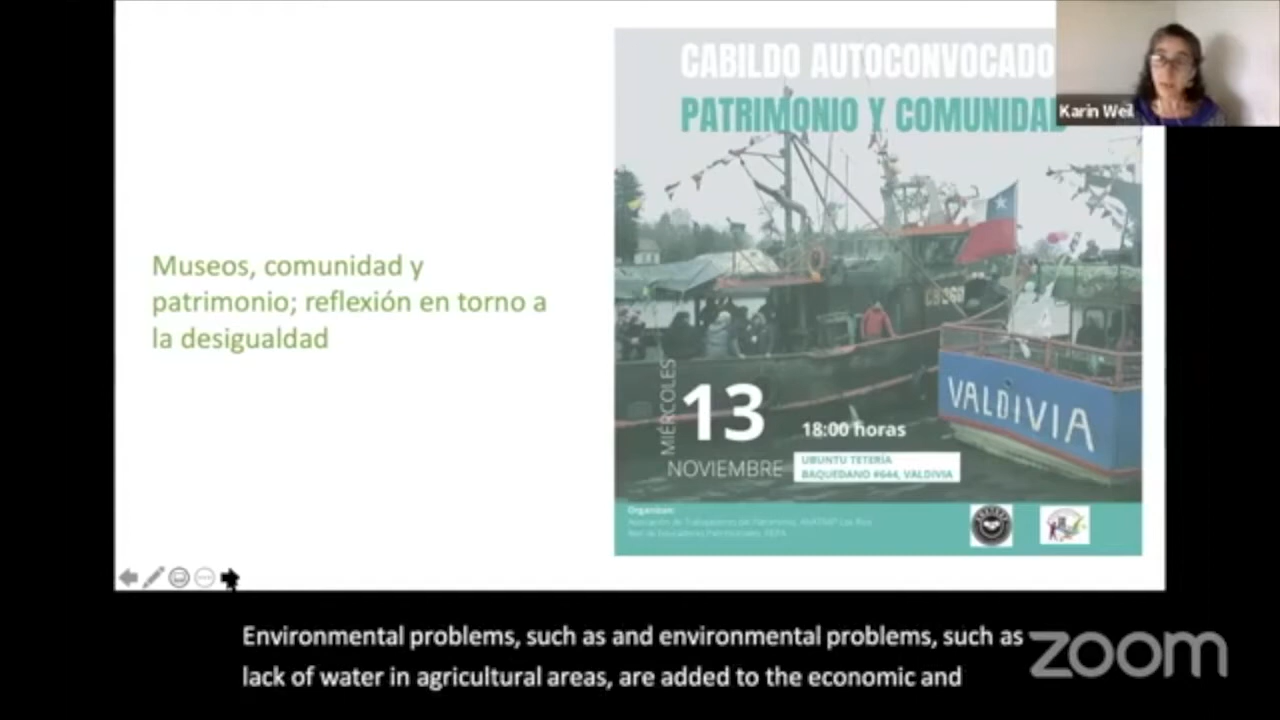 CABILDO AUTOCONVOCADO
PATRIMONIO Y COMUNIDAD
Karin Weil
Museos, comunidad y
patrimonio; reflexión en torno a
la desigualdad
CB 960
VALDIVIA
MIÉRCOLES
13
NOVIEMBRE
18:00 horas
UBUNTU TETERÍA
BAQUEDANO #644, VALDIVIA
Organizan:
Environmental problems, such as and environmental problems, such as
lack of water in agricultural areas, are added to the economic and
zoom